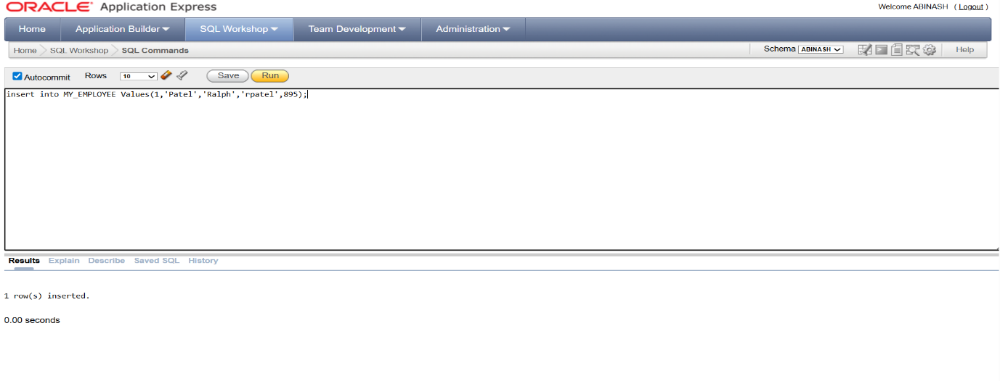 ORACLE Application Express
Welcome ABINASH ( Logout )
Home Application Builder SQL Workshop Team Development Administration
Home SQL Workshop SQL Commands Schema ABINASH Help
Autocommit Rows 10 Save Run
insert into MY_EMPLOYEE Values(1,'Patel','Ralph','rpatel',895);
Results Explain Describe Saved SQL History
1 row(s) inserted.
0.00 seconds